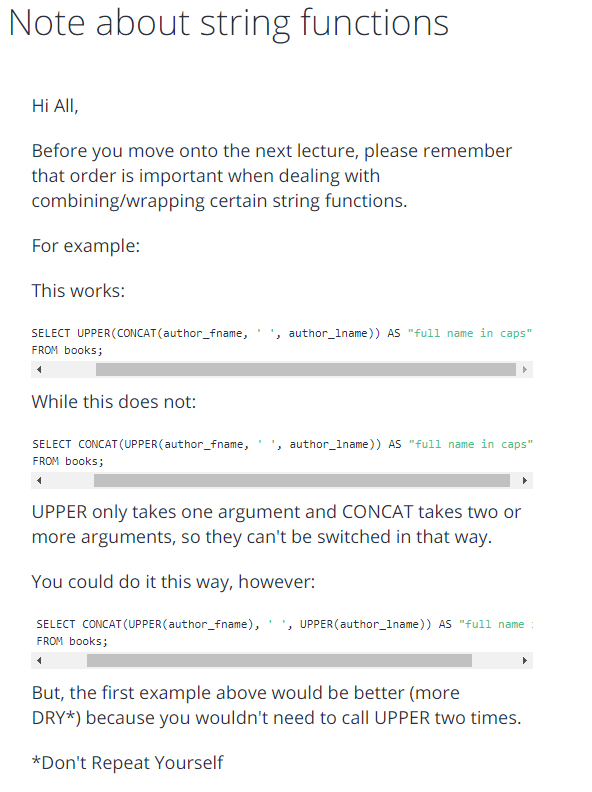 Note about string functions
Hi All,
Before you move onto the next lecture, please remember
that order is important when dealing with
combining/wrapping certain string functions.
For example:
This works:
SELECT UPPER(CONCAT(author_fname, ' ', author_lname)) AS "full name in caps"
FROM books;
While this does not:
SELECT CONCAT(UPPER(author_fname, ' ', author_lname)) AS "full name in caps"
FROM books;
UPPER only takes one argument and CONCAT takes two or
more arguments, so they can't be switched in that way.
You could do it this way, however:
SELECT CONCAT(UPPER(author_fname), ' ', UPPER(author_lname)) AS "full name
FROM books;
But, the first example above would be better (more
DRY*) because you wouldn't need to call UPPER two times.
*Don't Repeat Yourself